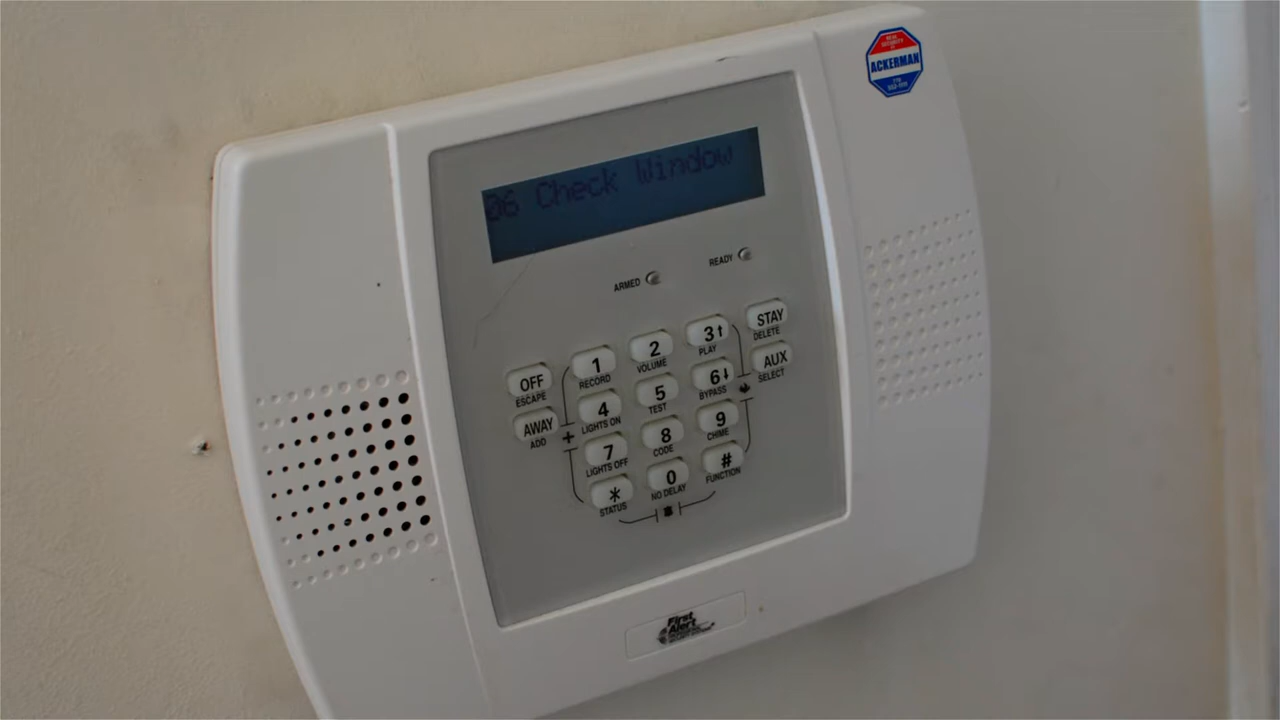 ACKERMAN
06 Check Window
ARMED
READY
OFF
ESCAPE
1
RECORD
2
VOLUME
3↑
PLAY
STAY
DELETE
AWAY
ADD
4
LIGHTS ON
5
TEST
6↓
BYPASS
AUX
SELECT
7
LIGHTS OFF
8
CODE
9
CHIME
*
STATUS
0
NO DELAY
#
FUNCTION
First
Alert